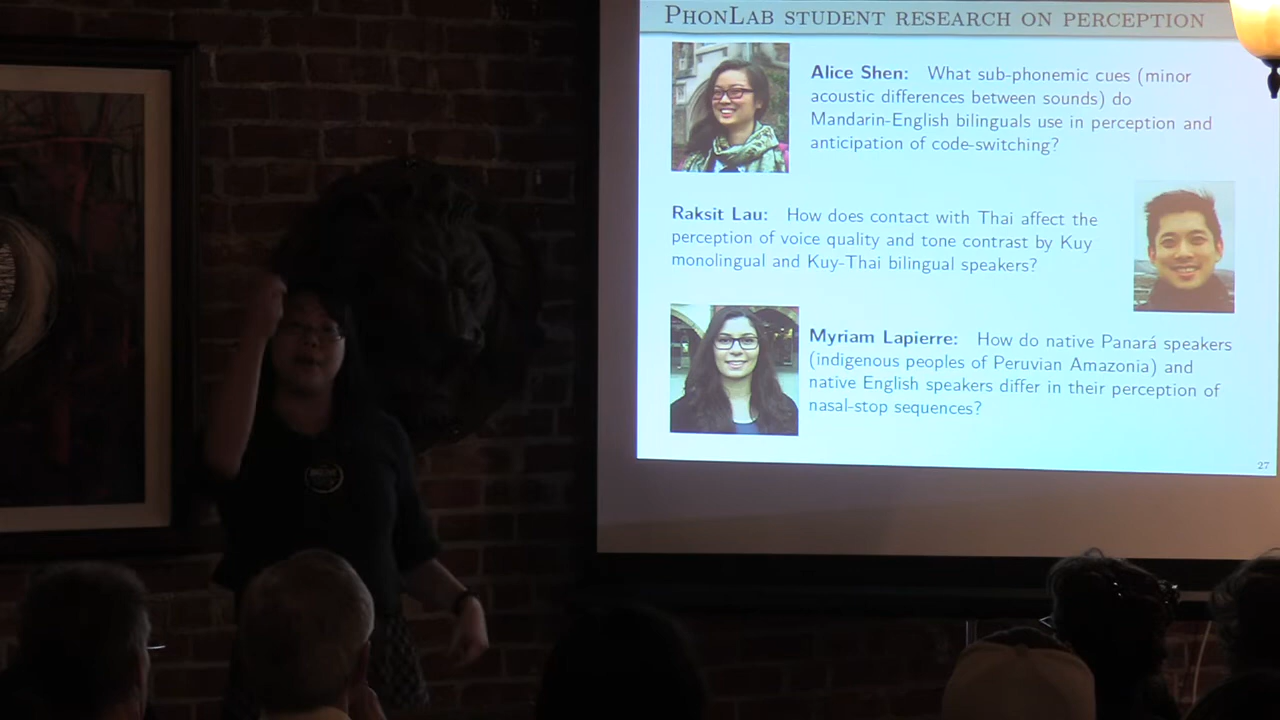 PhonLab student research on perception
Alice Shen: What sub-phonemic cues (minor
acoustic differences between sounds) do
Mandarin-English bilinguals use in perception and
anticipation of code-switching?
Raksit Lau: How does contact with Thai affect the
perception of voice quality and tone contrast by Kuy
monolingual and Kuy-Thai bilingual speakers?
Myriam Lapierre: How do native Panará speakers
(indigenous peoples of Peruvian Amazonia) and
native English speakers differ in their perception of
nasal-stop sequences?
27